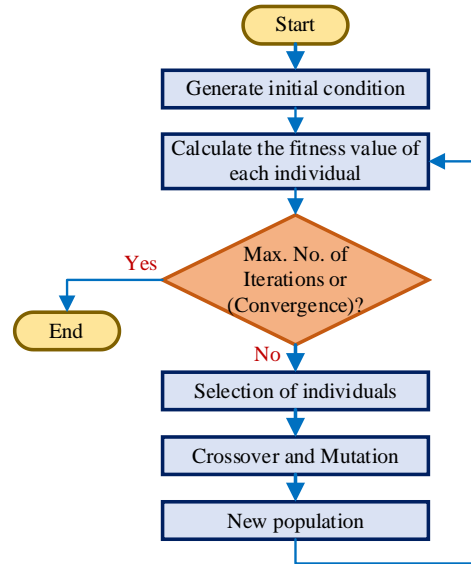 Start
Generate initial condition
Calculate the fitness value of
each individual
Yes
Max. No. of
Iterations or
(Convergence)?
End
No
Selection of individuals
Crossover and Mutation
New population